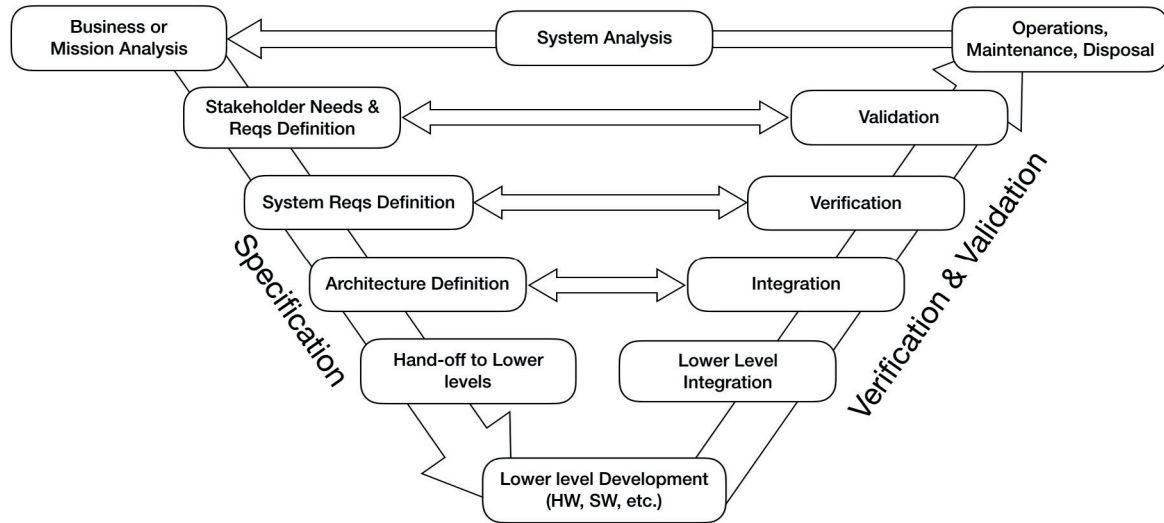 Business or
Mission Analysis
System Analysis
Operations,
Maintenance, Disposal
Stakeholder Needs &
Reqs Definition
Validation
System Reqs Definition
Verification
Architecture Definition
Integration
Hand-off to Lower
levels
Lower Level
Integration
Lower level Development
(HW, SW, etc.)
Specification
Verification & Validation